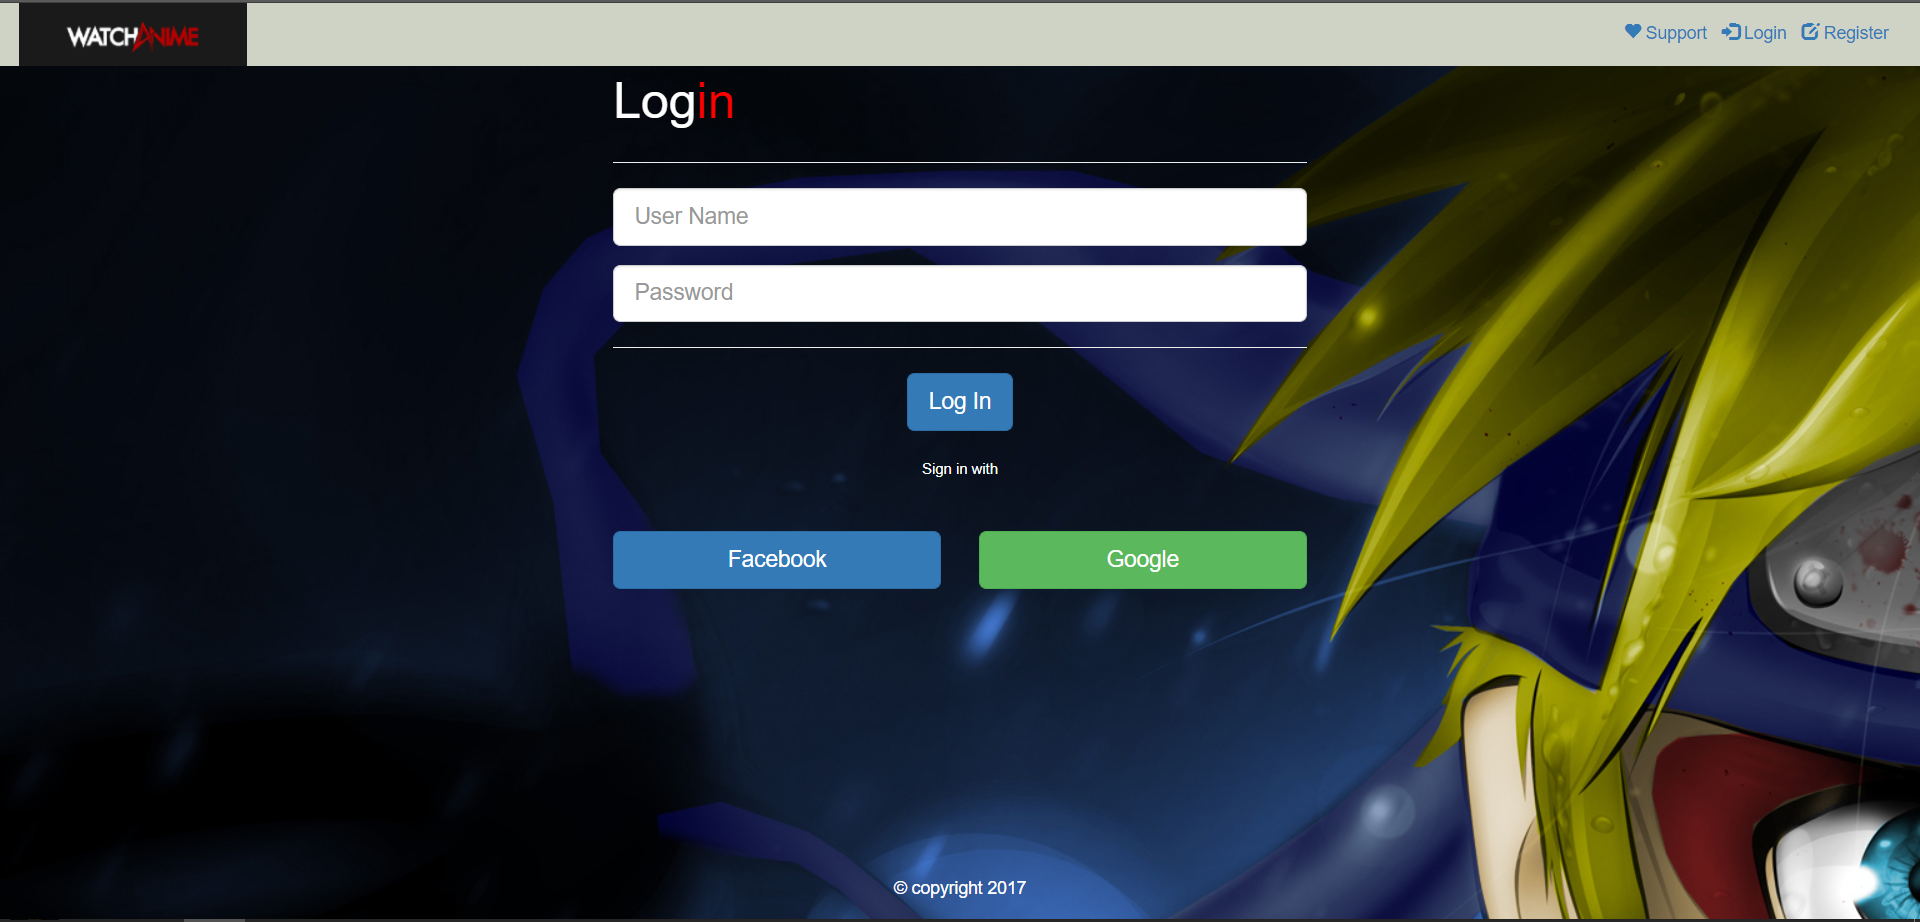 WATCHANIME
Support Login Register
Login
User Name
Password
Log In
Sign in with
Facebook Google
© copyright 2017